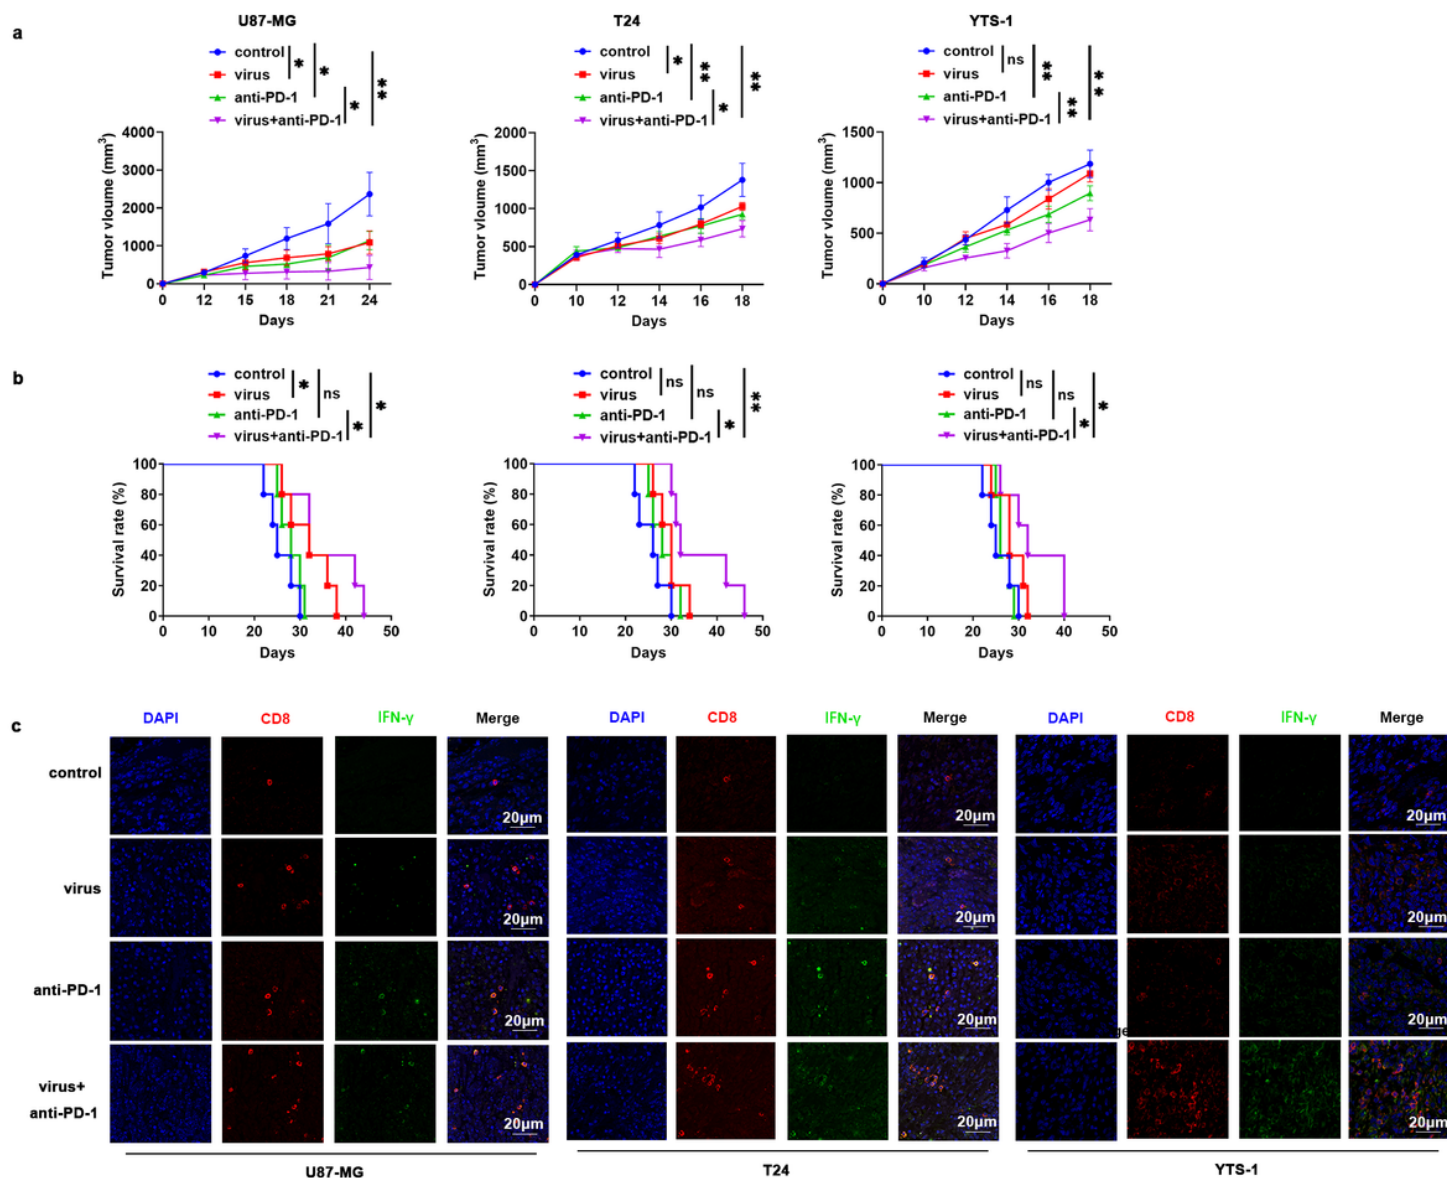 a
U87-MG
control
virus
anti-PD-1
virus+anti-PD-1
*
*
*
**
Tumor vloume (mm³)
4000
3000
2000
1000
0
0 12 15 18 21 24
Days
T24
control
virus
anti-PD-1
virus+anti-PD-1
*
**
*
**
Tumor vloume (mm³)
2000
1500
1000
500
0
0 10 12 14 16 18
Days
YTS-1
control
virus
anti-PD-1
virus+anti-PD-1
ns
**
**
**
Tumor vloume (mm³)
1500
1000
500
0
0 10 12 14 16 18
Days
b
control
virus
anti-PD-1
virus+anti-PD-1
*
ns
*
*
Survival rate (%)
100
80
60
40
20
0
0 10 20 30 40 50
Days
control
virus
anti-PD-1
virus+anti-PD-1
ns
ns
*
**
Survival rate (%)
100
80
60
40
20
0
0 10 20 30 40 50
Days
control
virus
anti-PD-1
virus+anti-PD-1
ns
ns
*
*
Survival rate (%)
100
80
60
40
20
0
0 10 20 30 40 50
Days
c
DAPI CD8 IFN-γ Merge DAPI CD8 IFN-γ Merge DAPI CD8 IFN-γ Merge
control
20μm 20μm 20μm
virus
20μm 20μm 20μm
anti-PD-1
20μm 20μm 20μm
ge
virus+
anti-PD-1
20μm 20μm 20μm
U87-MG T24 YTS-1